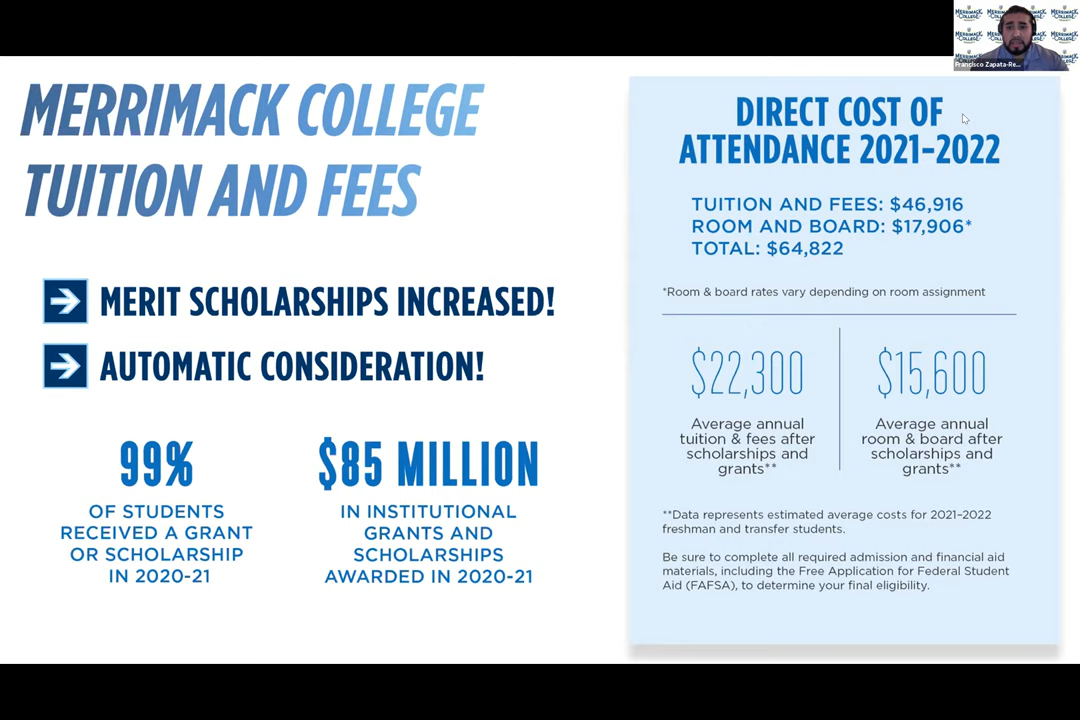 MERRIMACK COLLEGE
TUITION AND FEES
MERIT SCHOLARSHIPS INCREASED!
AUTOMATIC CONSIDERATION!
99%
OF STUDENTS
RECEIVED A GRANT
OR SCHOLARSHIP
IN 2020-21
$85 MILLION
IN INSTITUTIONAL
GRANTS AND
SCHOLARSHIPS
AWARDED IN 2020-21
DIRECT COST OF
ATTENDANCE 2021-2022
TUITION AND FEES: $46,916
ROOM AND BOARD: $17,906*
TOTAL: $64,822
*Room & board rates vary depending on room assignment
$22,300
Average annual
tuition & fees after
scholarships and
grants**
$15,600
Average annual
room & board after
scholarships and
grants**
**Data represents estimated average costs for 2021–2022
freshman and transfer students.
Be sure to complete all required admission and financial aid
materials, including the Free Application for Federal Student
Aid (FAFSA), to determine your final eligibility.
MERRIMACK
COLLEGE
Francisco Zapata-Re...